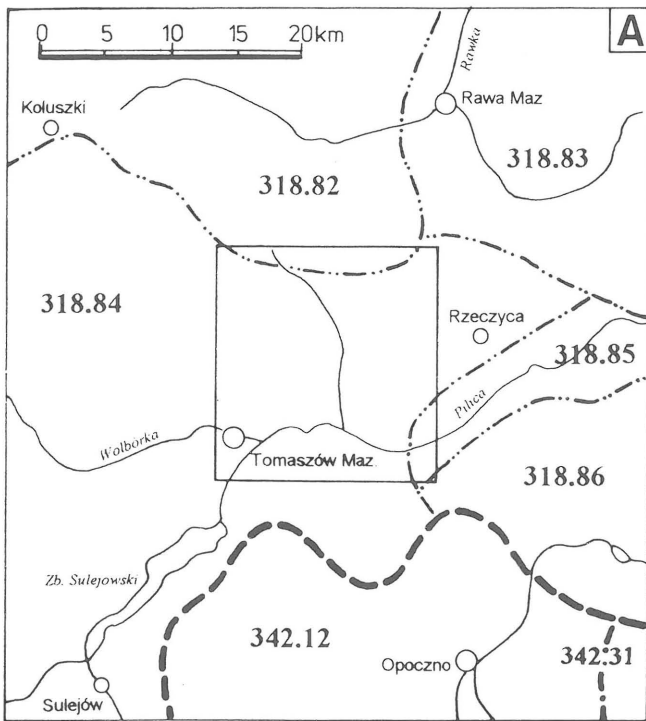 0 5 10 15 20km
A
Rawka
Rawa Maz
Koluszki
318.83
318.82
318.84
Rzeczyca
318.85
Pilica
Wolbórka
Tomaszów Maz.
318.86
Zb. Sulejowski
342.12
Opoczno
342.31
Sulejów